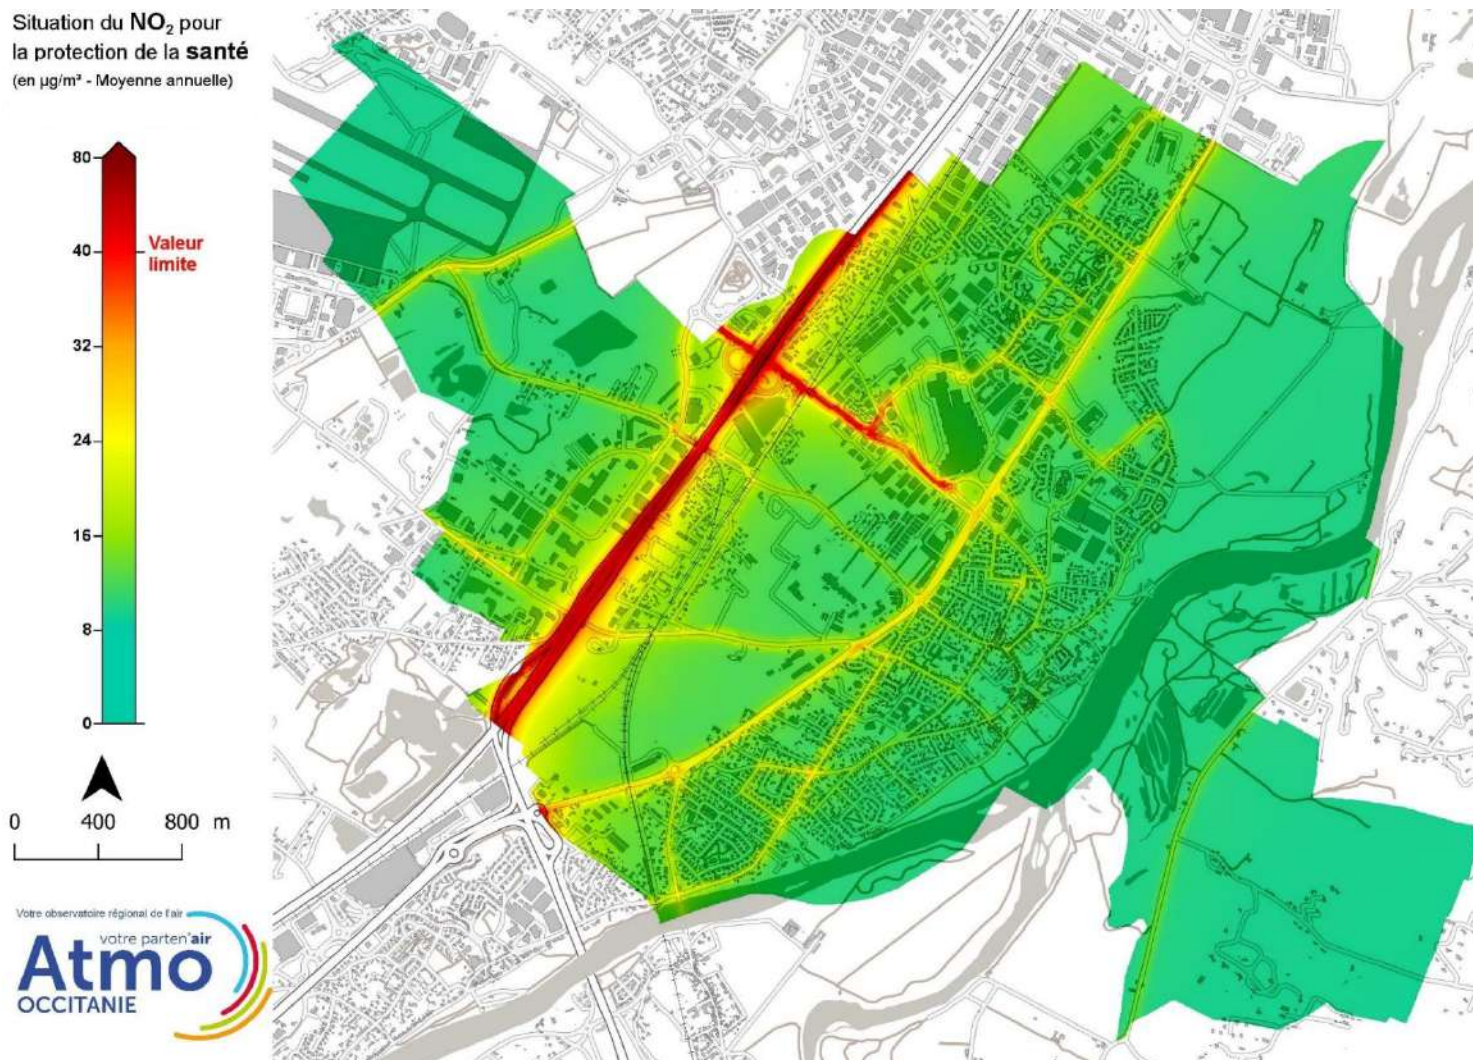 Situation du NO₂ pour
la protection de la santé
(en µg/m³ - Moyenne annuelle)
80
40
Valeur
limite
32
24
16
8
0
0 400 800 m
Votre observatoire régional de l'air
votre parten'air
Atmo
OCCITANIE